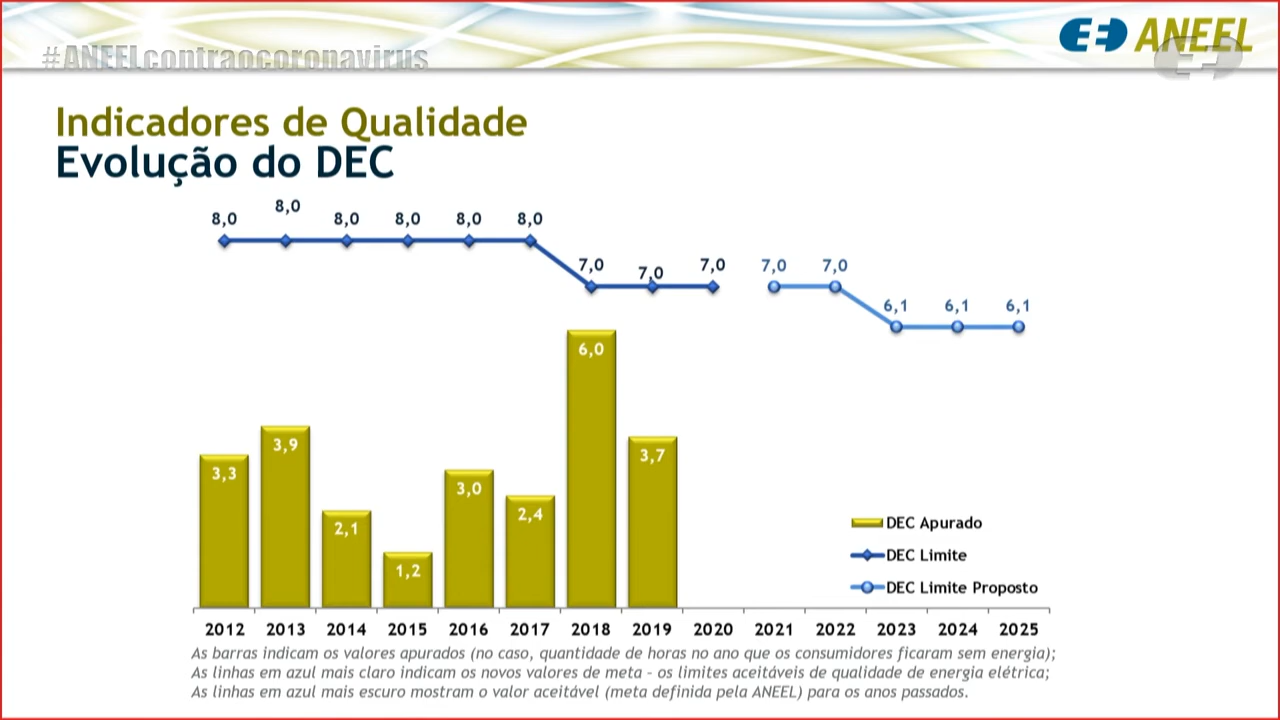 #ANEELcontraocoronavirus
ANEEL
Indicadores de Qualidade
Evolução do DEC
8,0 8,0 8,0 8,0 8,0 8,0 7,0 7,0 7,0 7,0 7,0 6,1 6,1 6,1
3,3 3,9 2,1 1,2 3,0 2,4 6,0 3,7
DEC Apurado
DEC Limite
DEC Limite Proposto
2012 2013 2014 2015 2016 2017 2018 2019 2020 2021 2022 2023 2024 2025
As barras indicam os valores apurados (no caso, quantidade de horas no ano que os consumidores ficaram sem energia);
As linhas em azul mais claro indicam os novos valores de meta - os limites aceitáveis de qualidade de energia elétrica;
As linhas em azul mais escuro mostram o valor aceitável (meta definida pela ANEEL) para os anos passados.